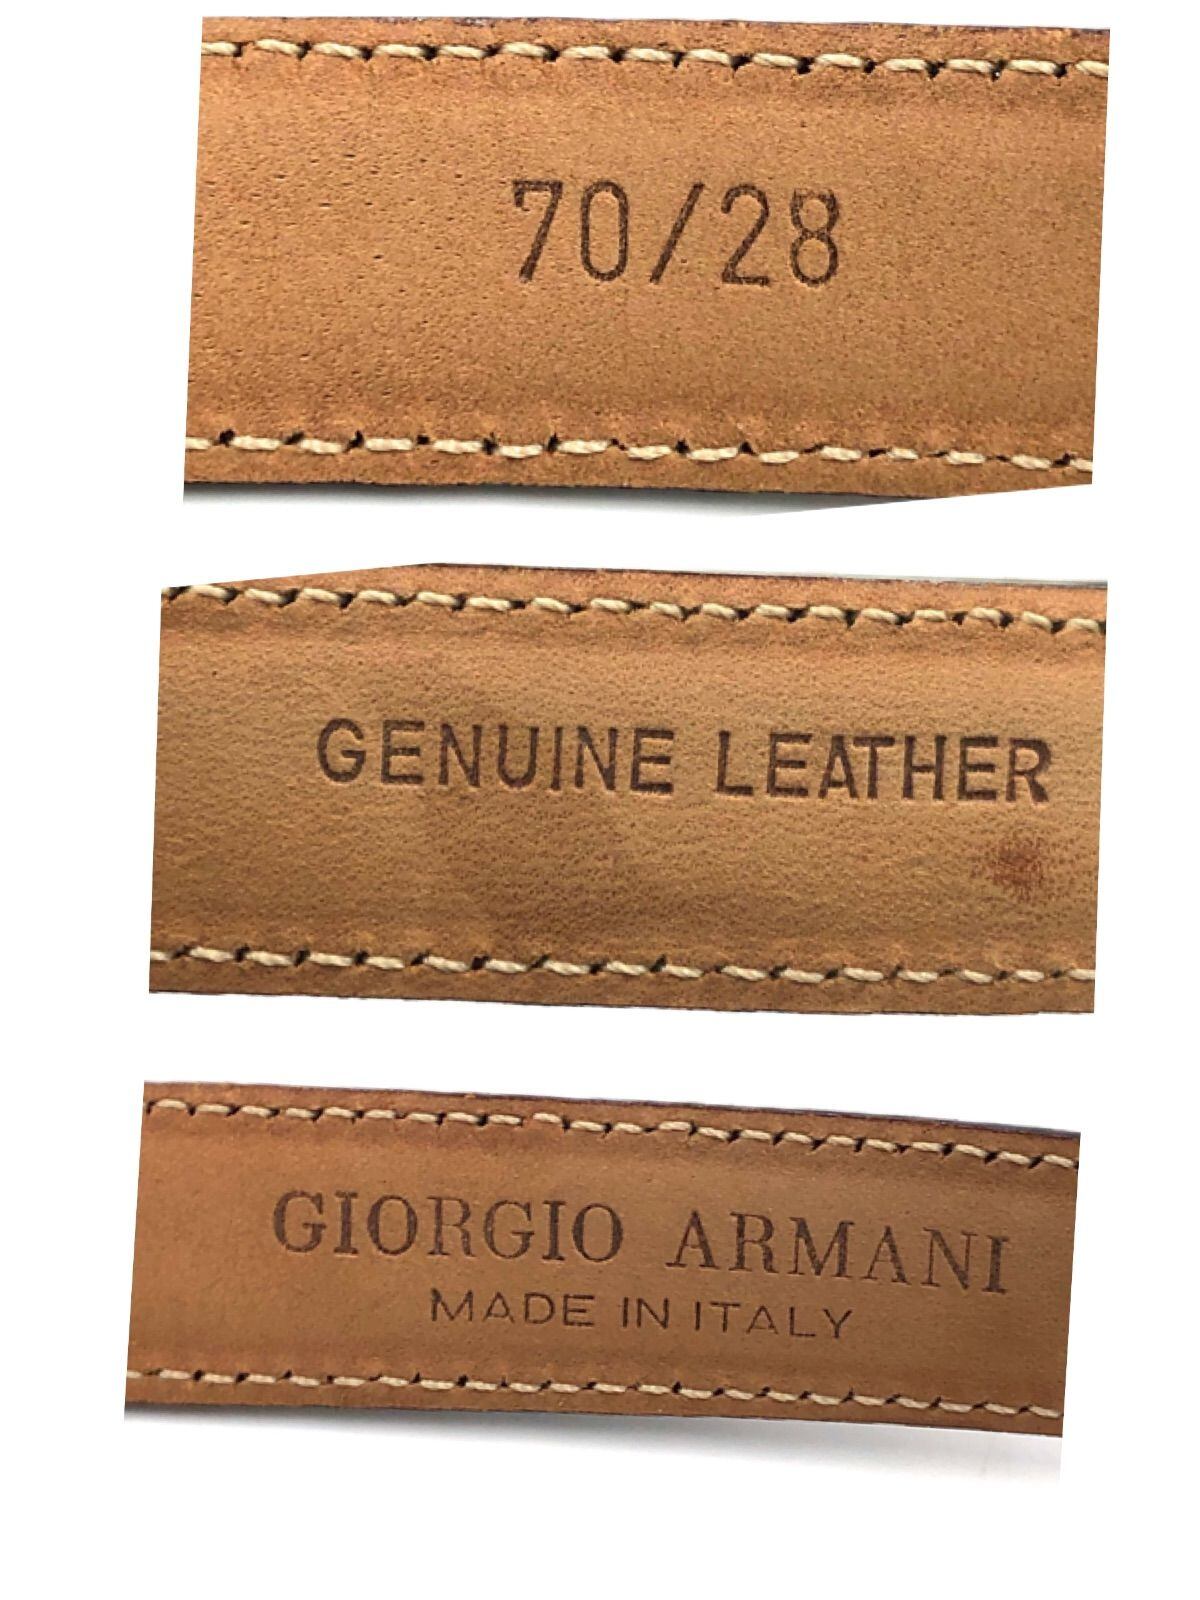 70/28
GENUINE LEATHER
GIORGIO ARMANI
MADE IN ITALY